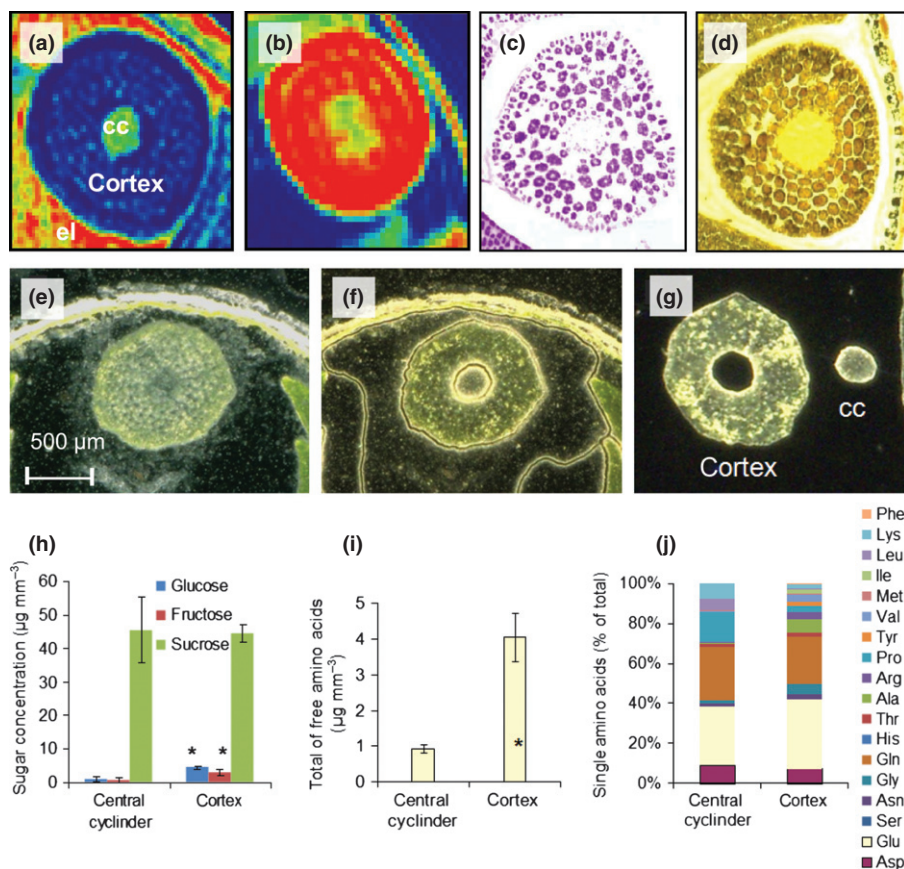 (a)
(b)
(c)
(d)
cc
Cortex
el
(e)
(f)
(g)
500 µm
Cortex
cc
(h)
Sugar concentration (µg mm⁻³)
60
50
40
30
20
10
0
Glucose
Fructose
Sucrose
* *
Central
cyclinder
Cortex
(i)
Total of free amino acids
(µg mm⁻³)
5
4
3
2
1
0
*
Central
cyclinder
Cortex
(j)
Single amino acids (% of total)
100%
80%
60%
40%
20%
0%
Central
cyclinder
Cortex
Phe
Lys
Leu
Ile
Met
Val
Tyr
Pro
Arg
Ala
Thr
His
Gln
Gly
Asn
Ser
Glu
Asp